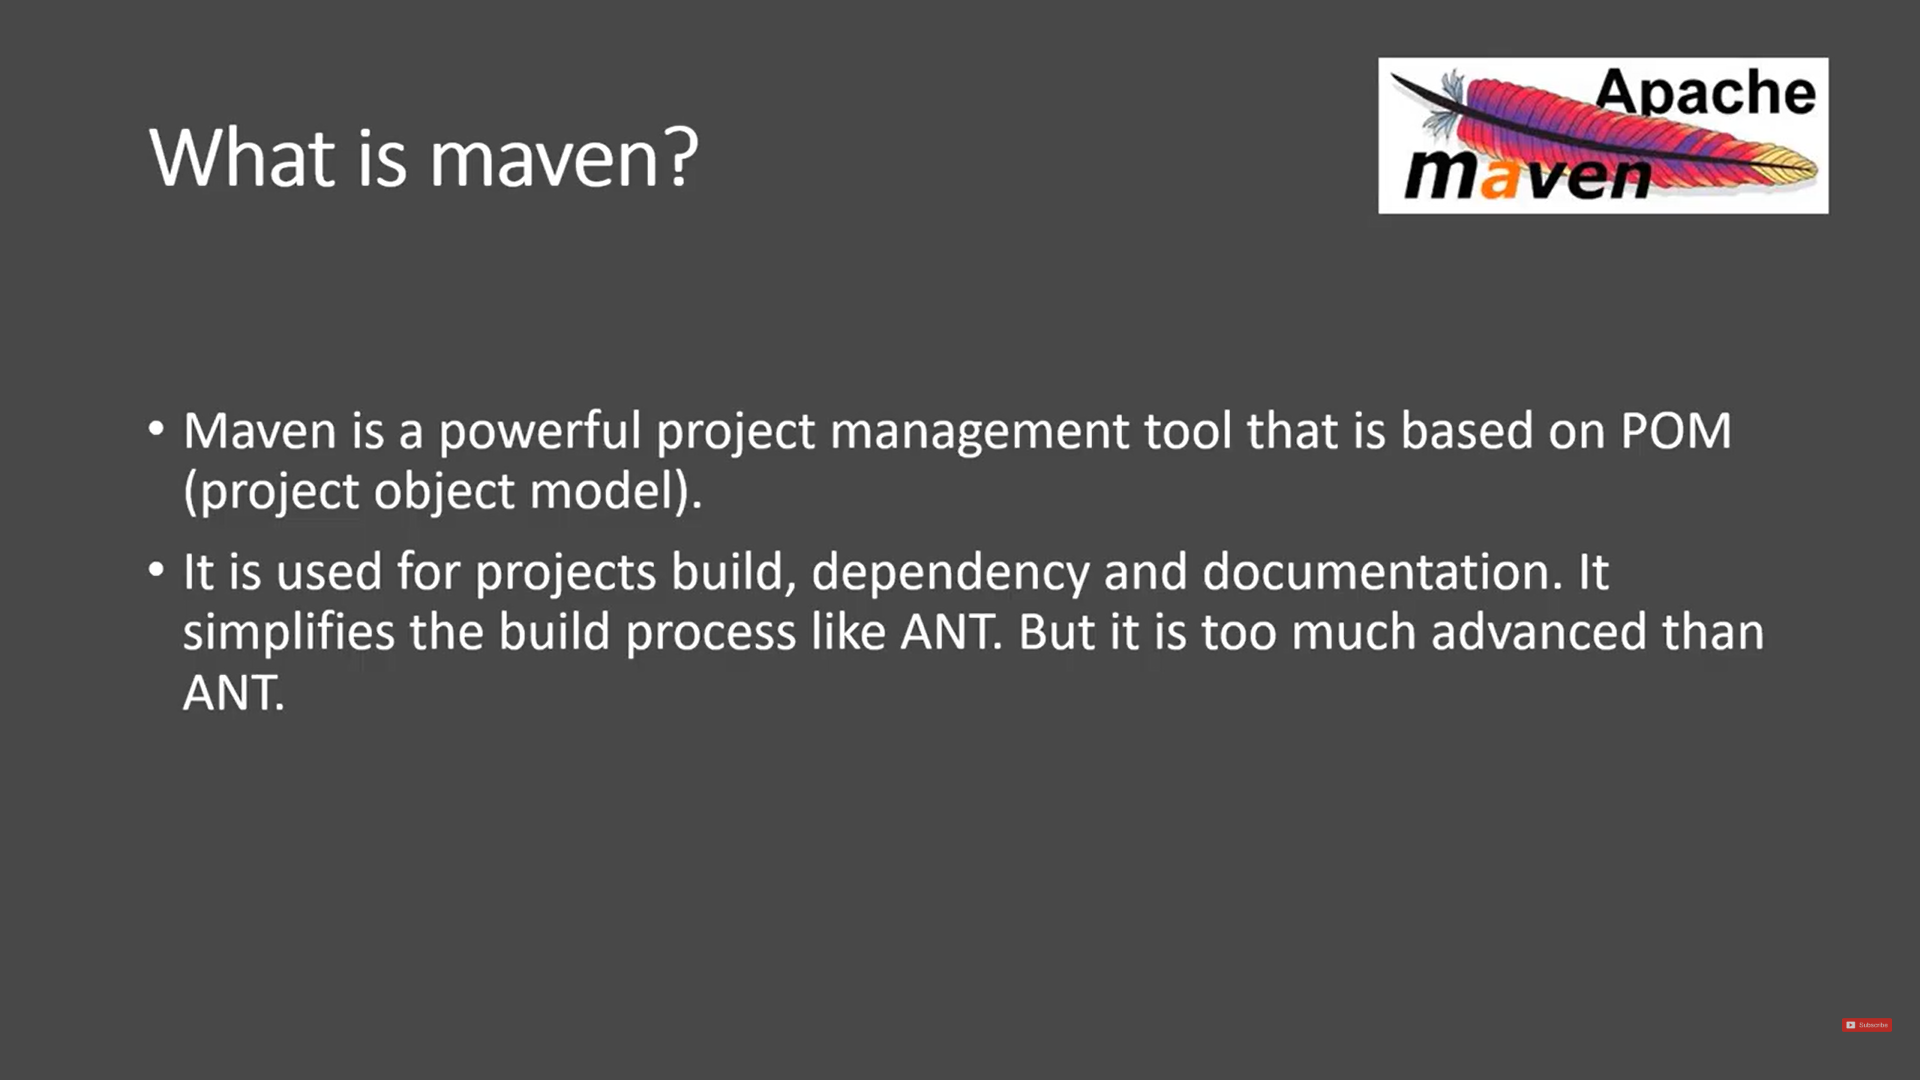 What is maven?
Apache
maven
• Maven is a powerful project management tool that is based on POM
(project object model).
• It is used for projects build, dependency and documentation. It
simplifies the build process like ANT. But it is too much advanced than
ANT.
Subscribe